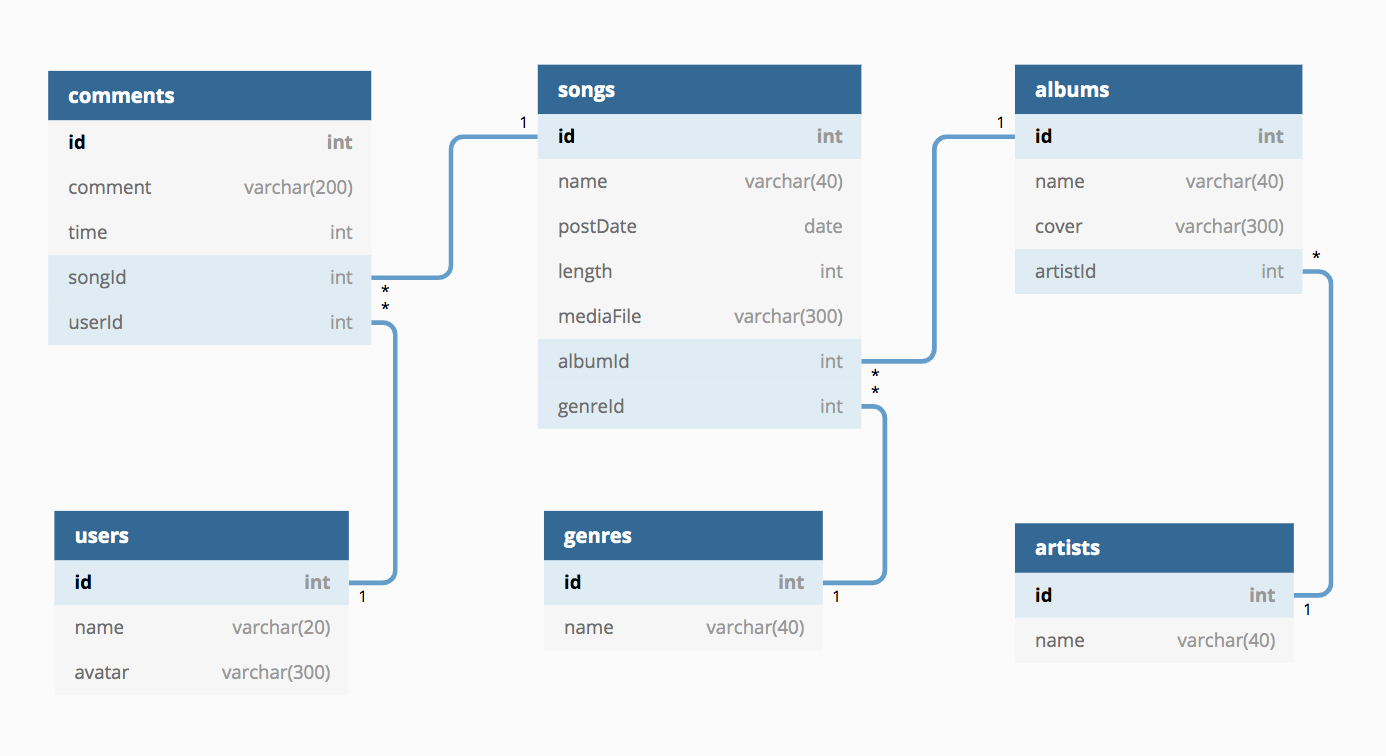 comments
id int
comment varchar(200)
time int
songId int
userId int
*
*
1
songs
id int
name varchar(40)
postDate date
length int
mediaFile varchar(300)
albumId int
genreId int
*
*
1
albums
id int
name varchar(40)
cover varchar(300)
artistId int
*
users
id int
name varchar(20)
avatar varchar(300)
1
genres
id int
name varchar(40)
1
artists
id int
name varchar(40)
1